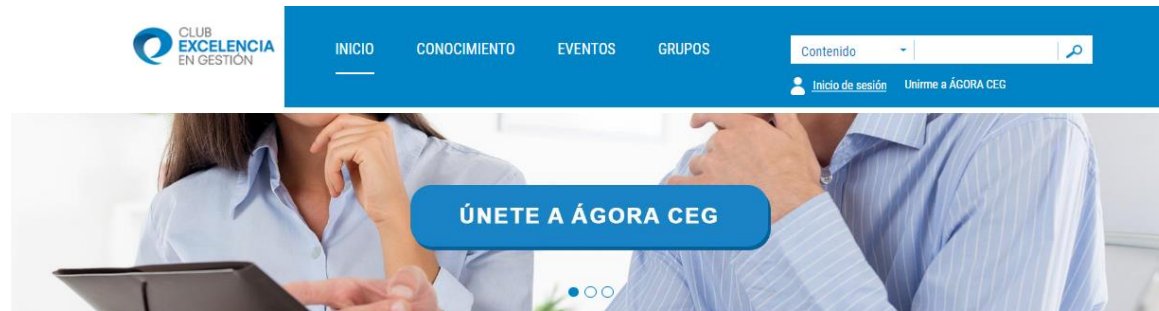 CLUB
EXCELENCIA
EN GESTIÓN
INICIO
CONOCIMIENTO
EVENTOS
GRUPOS
Contenido
Inicio de sesión
Unirme a ÁGORA CEG
ÚNETE A ÁGORA CEG